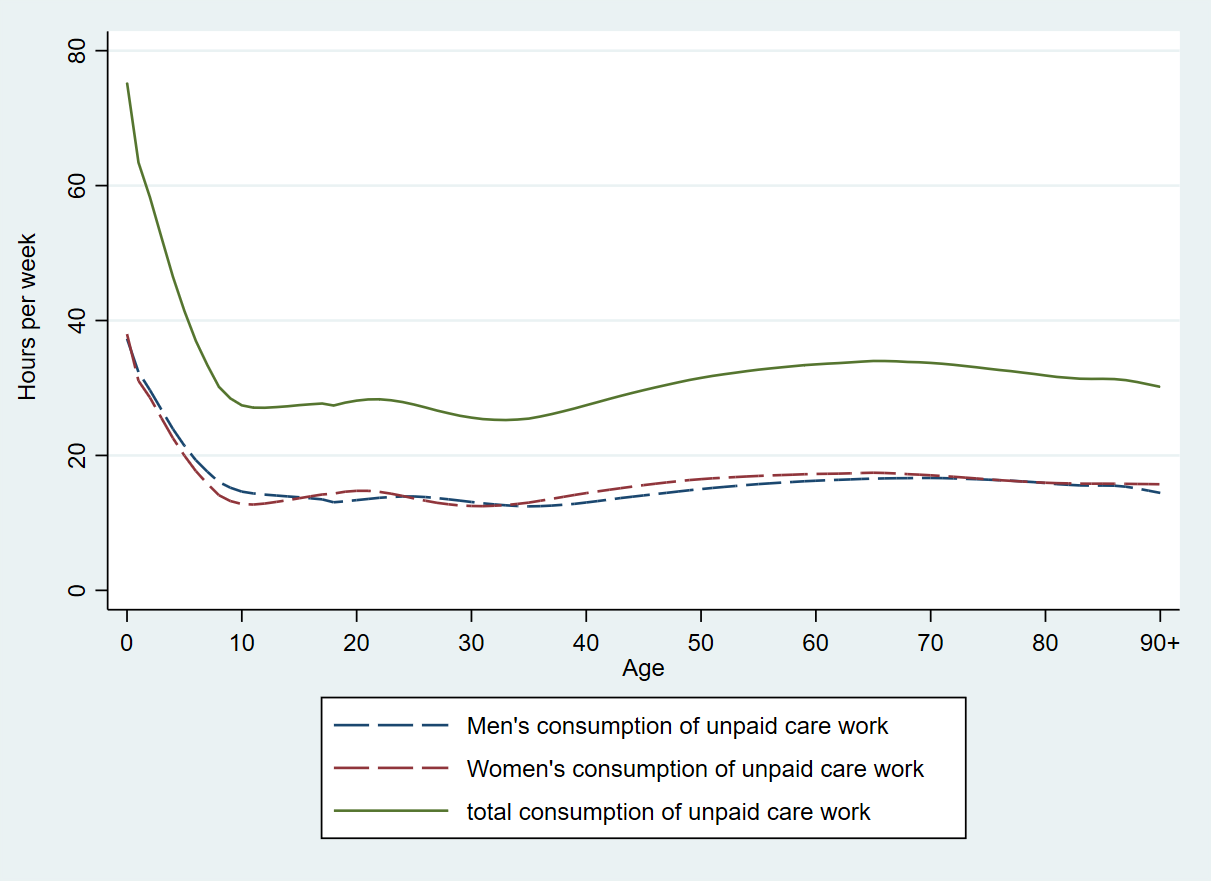 80
60
40
20
0
Hours per week
0 10 20 30 40 50 60 70 80 90+
Age
Men's consumption of unpaid care work
Women's consumption of unpaid care work
total consumption of unpaid care work